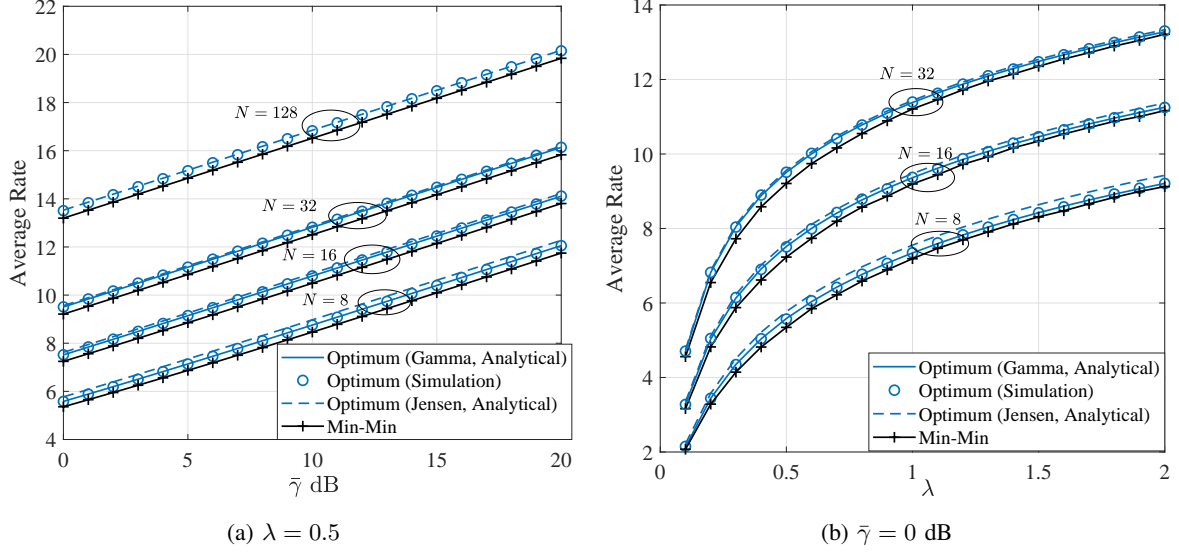 22
20
18
16
14
12
10
8
6
4
Average Rate
N = 128
N = 32
N = 16
N = 8
Optimum (Gamma, Analytical)
Optimum (Simulation)
Optimum (Jensen, Analytical)
Min-Min
0 5 10 15 20
γ̄ dB
(a) λ = 0.5
14
12
10
8
6
4
2
Average Rate
N = 32
N = 16
N = 8
Optimum (Gamma, Analytical)
Optimum (Simulation)
Optimum (Jensen, Analytical)
Min-Min
0 0.5 1 1.5 2
λ
(b) γ̄ = 0 dB